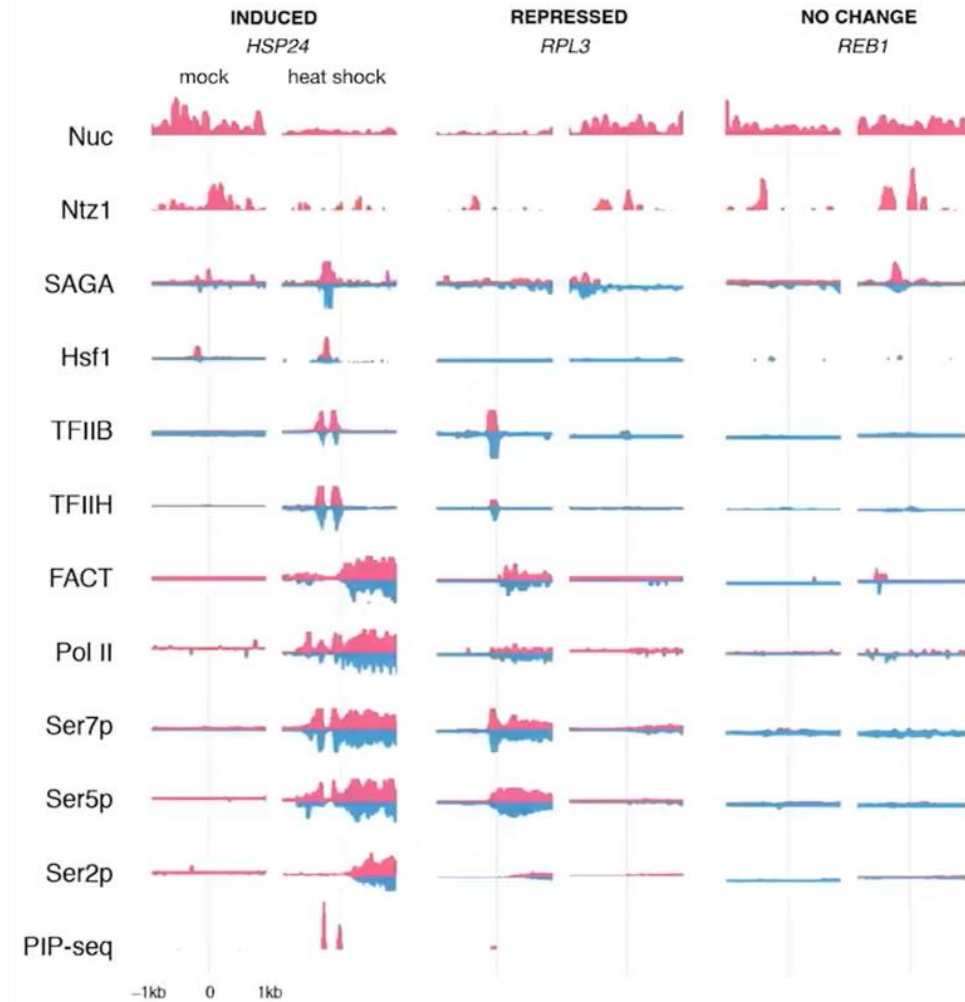 INDUCED REPRESSED NO CHANGE
HSP24 RPL3 REB1
mock heat shock
Nuc
Ntz1
SAGA
Hsf1
TFIIB
TFIIH
FACT
Pol II
Ser7p
Ser5p
Ser2p
PIP-seq
−1kb 0 1kb